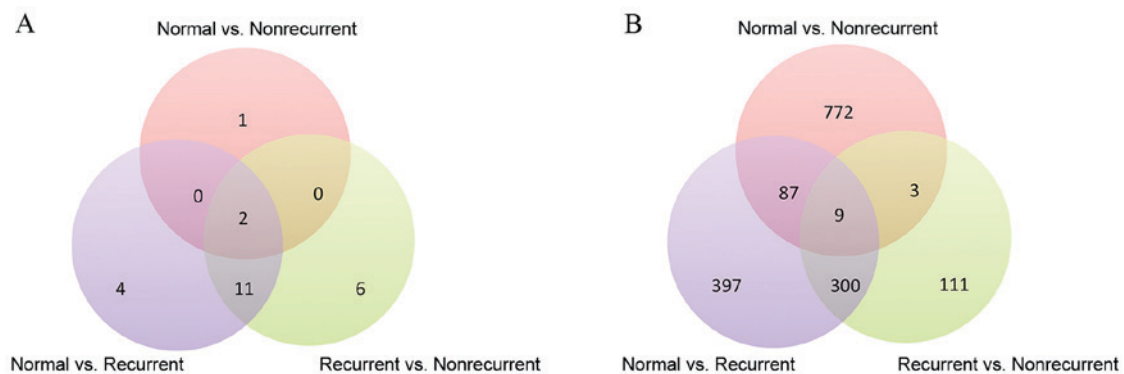 A
Normal vs. Nonrecurrent
1
0
0
2
4
11
6
Normal vs. Recurrent
Recurrent vs. Nonrecurrent
B
Normal vs. Nonrecurrent
772
87
3
9
397
300
111
Normal vs. Recurrent
Recurrent vs. Nonrecurrent